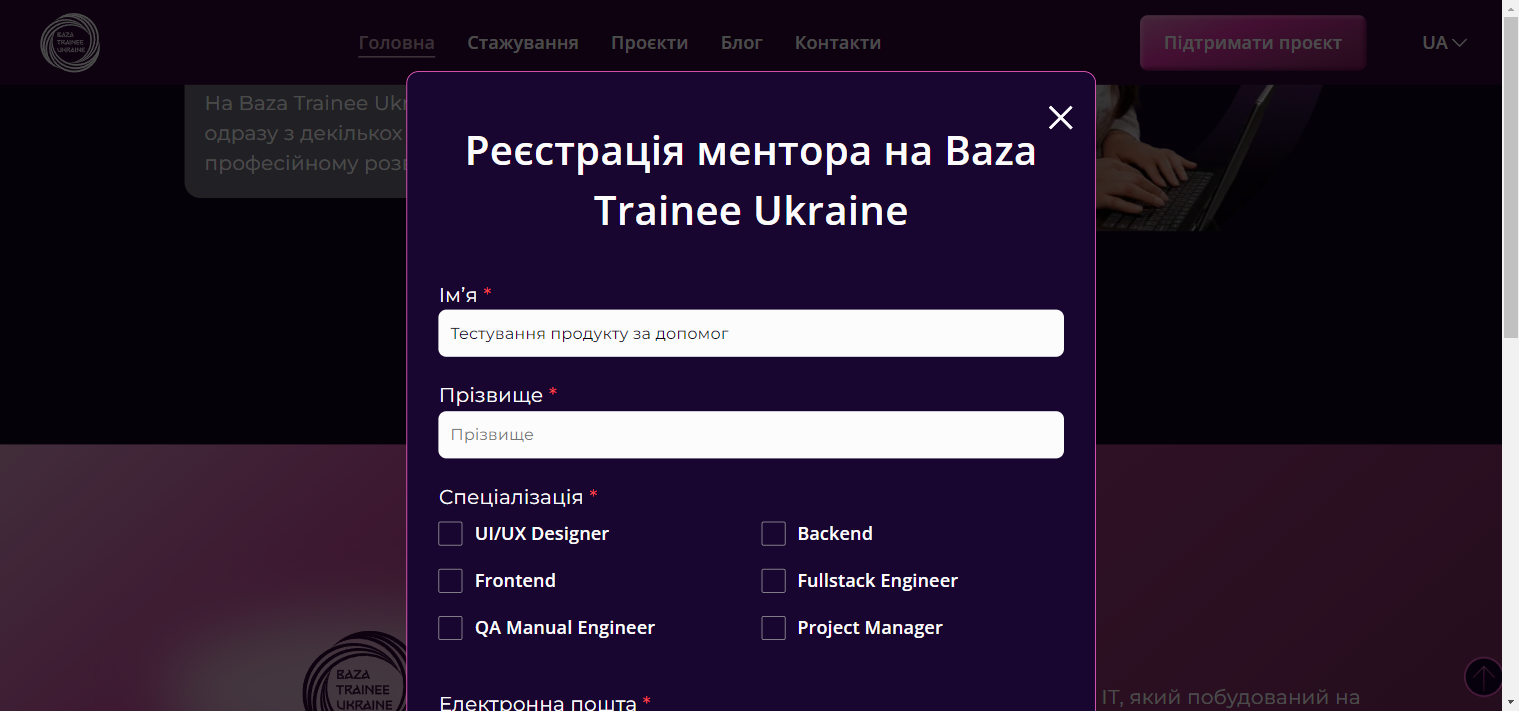 BAZA
TRAINEE
UKRAINE
Головна Стажування Проєкти Блог Контакти
Підтримати проєкт
UA
На Baza Trainee Ukr
одразу з декількох
професійному розв
Реєстрація ментора на Baza
Trainee Ukraine
Ім’я *
Тестування продукту за допомог
Прізвище *
Прізвище
Спеціалізація *
UI/UX Designer Backend
Frontend Fullstack Engineer
QA Manual Engineer Project Manager
Електронна пошта *
BAZA
TRAINEE
UKRAINE
ІТ, який побудований на